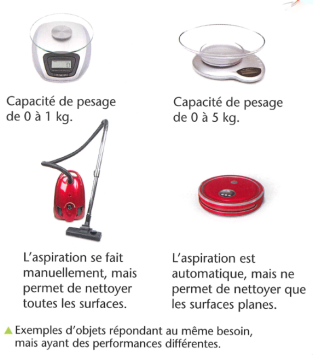 Capacité de pesage
de 0 à 1 kg.
Capacité de pesage
de 0 à 5 kg.
L'aspiration se fait
manuellement, mais
permet de nettoyer
toutes les surfaces.
L'aspiration est
automatique, mais ne
permet de nettoyer que
les surfaces planes.
▲ Exemples d'objets répondant au même besoin,
mais ayant des performances différentes.